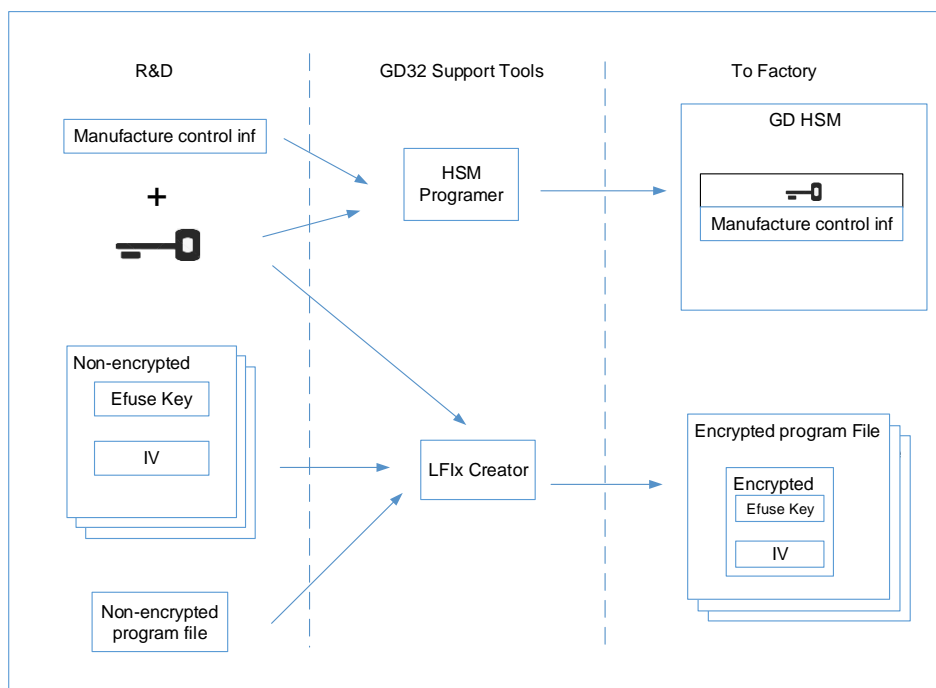 R&D
GD32 Support Tools
To Factory
Manufacture control inf
+
HSM
Programer
GD HSM
Manufacture control inf
Non-encrypted
Efuse Key
IV
LFIx Creator
Encrypted program File
Encrypted
Efuse Key
IV
Non-encrypted
program file